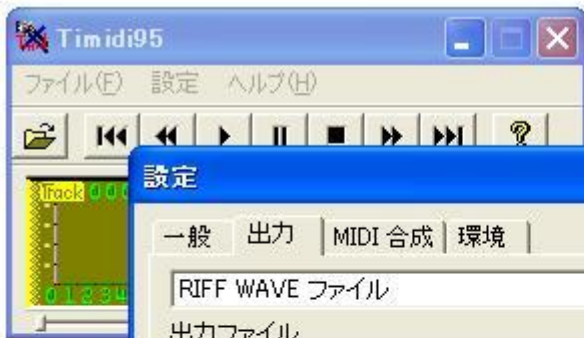 Timidi95
ファイル(F) 設定 ヘルプ(H)
設定
Track
一般 出力 MIDI 合成 環境
RIFF WAVE ファイル
出力ファイル